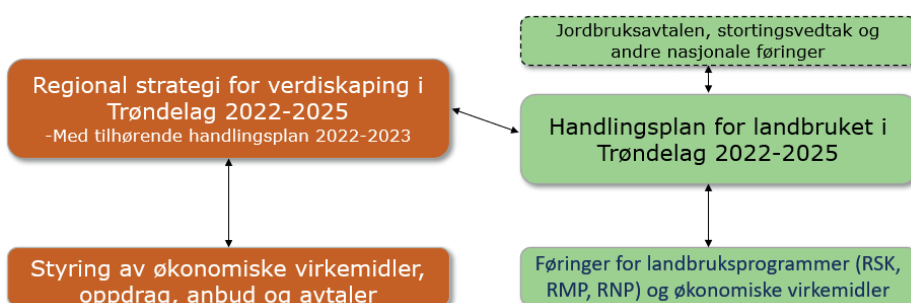 Jordbruksavtalen, stortingsvedtak og
andre nasjonale føringer
Regional strategi for verdiskaping i
Trøndelag 2022-2025
-Med tilhørende handlingsplan 2022-2023
Handlingsplan for landbruket i
Trøndelag 2022-2025
Styring av økonomiske virkemidler,
oppdrag, anbud og avtaler
Føringer for landbruksprogrammer (RSK,
RMP, RNP) og økonomiske virkemidler